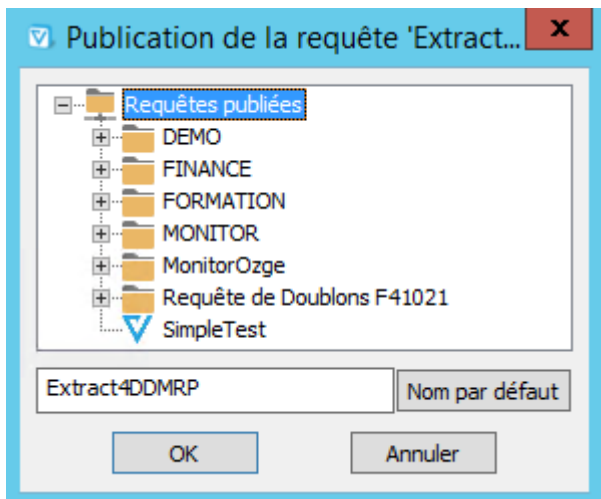 Publication de la requête 'Extract...
x
Requêtes publiées
DEMO
FINANCE
FORMATION
MONITOR
MonitorOzge
Requête de Doublons F41021
SimpleTest
Extract4DDMRP
Nom par défaut
OK
Annuler